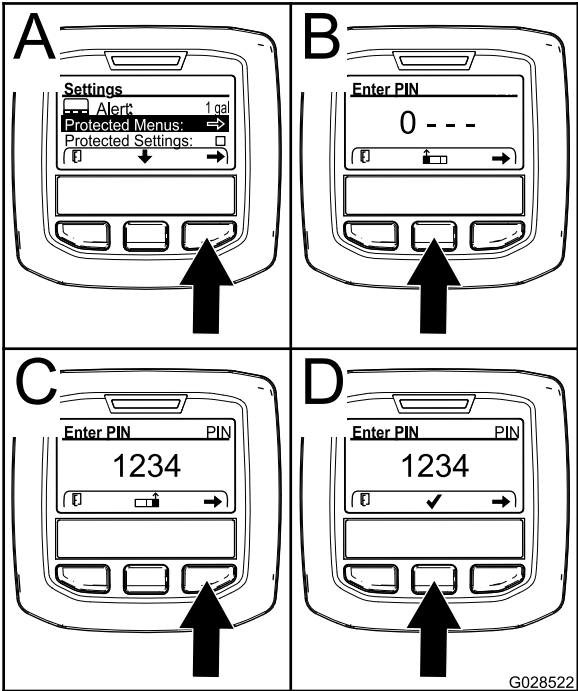 A
Settings
Alert: 1 gal
Protected Menus:
Protected Settings:
B
Enter PIN
0 - - -
C
Enter PIN PIN
1234
D
Enter PIN PIN
1234
G028522